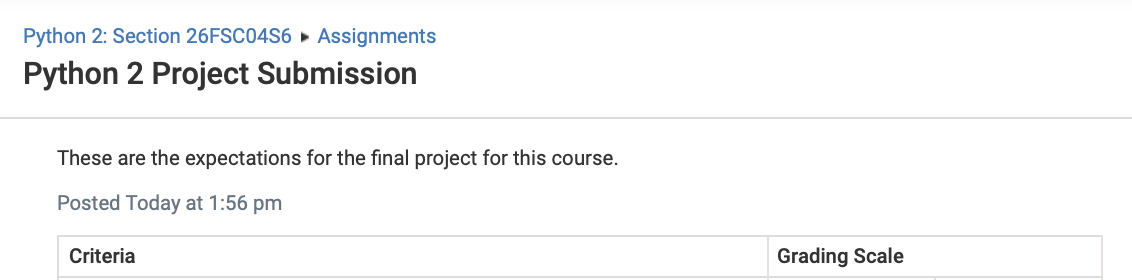 Python 2: Section 26FSC04S6 ▸ Assignments
Python 2 Project Submission
These are the expectations for the final project for this course.
Posted Today at 1:56 pm
Criteria Grading Scale